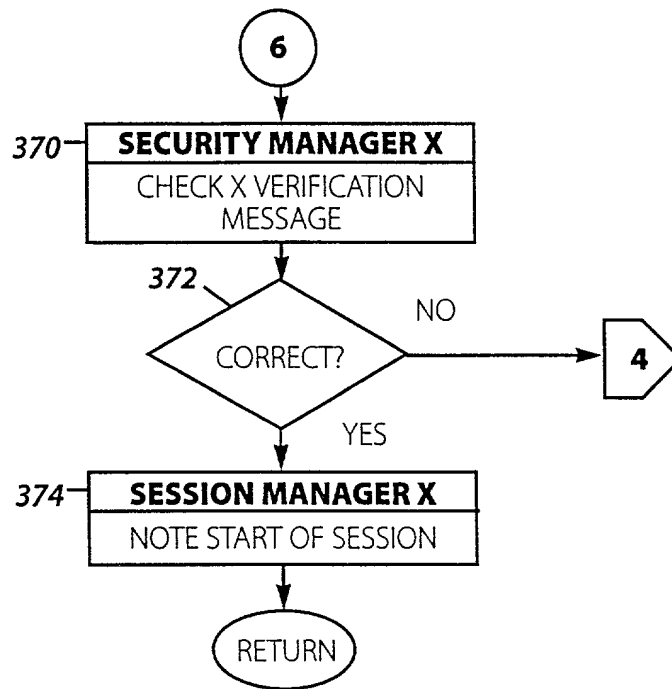 6
370
SECURITY MANAGER X
CHECK X VERIFICATION
MESSAGE
372
NO
CORRECT?
4
YES
374
SESSION MANAGER X
NOTE START OF SESSION
RETURN